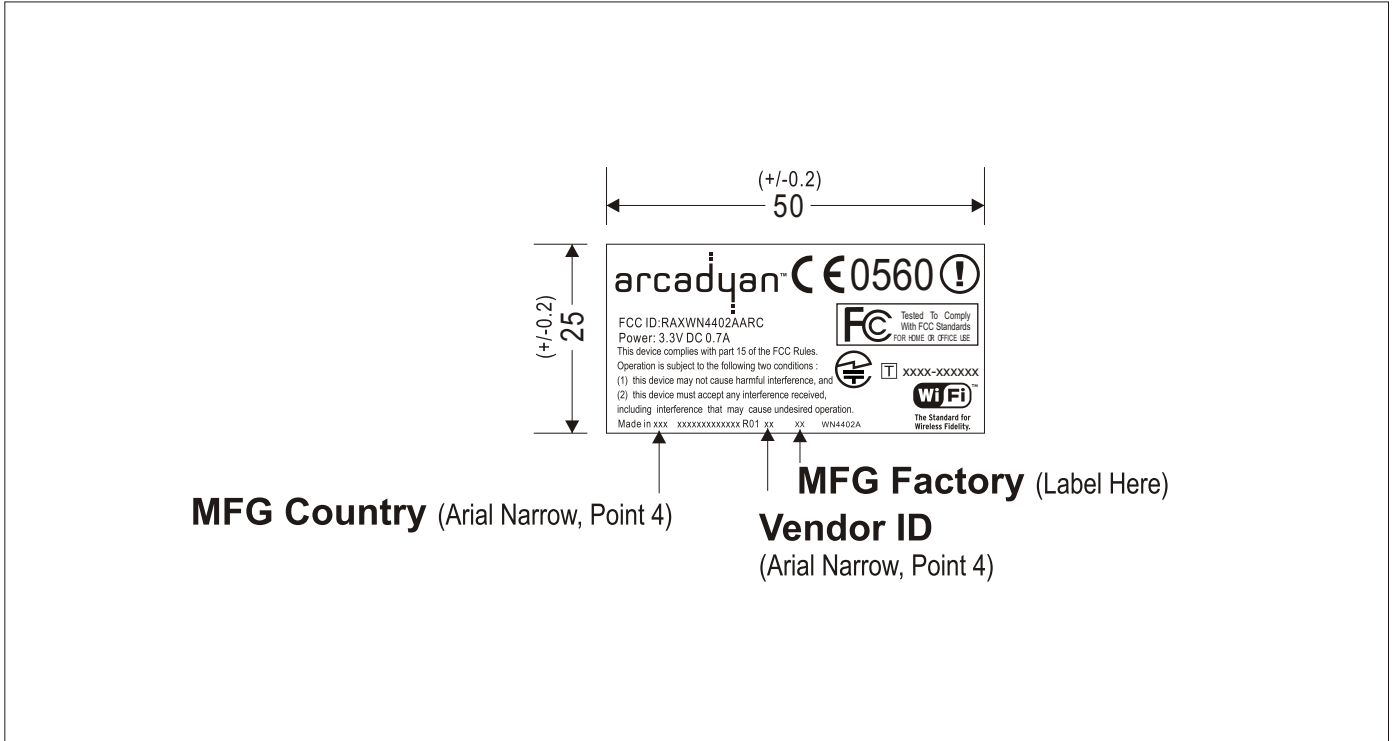 (+/-0.2)
50
(+/-0.2)
25
arcadyan™ CE0560 !
FCC ID:RAXWN4402AARC
Power: 3.3V DC 0.7A
This device complies with part 15 of the FCC Rules.
Operation is subject to the following two conditions :
(1) this device may not cause harmful interference, and
(2) this device must accept any interference received,
including interference that may cause undesired operation.
Made in xxx xxxxxxxxxxxxx R01 xx xx WN4402A
FC Tested To Comply
With FCC Standards
FOR HOME OR OFFICE USE
T xxxx-xxxxxx
Wi Fi™
The Standard for
Wireless Fidelity.
MFG Factory (Label Here)
MFG Country (Arial Narrow, Point 4)
Vendor ID
(Arial Narrow, Point 4)